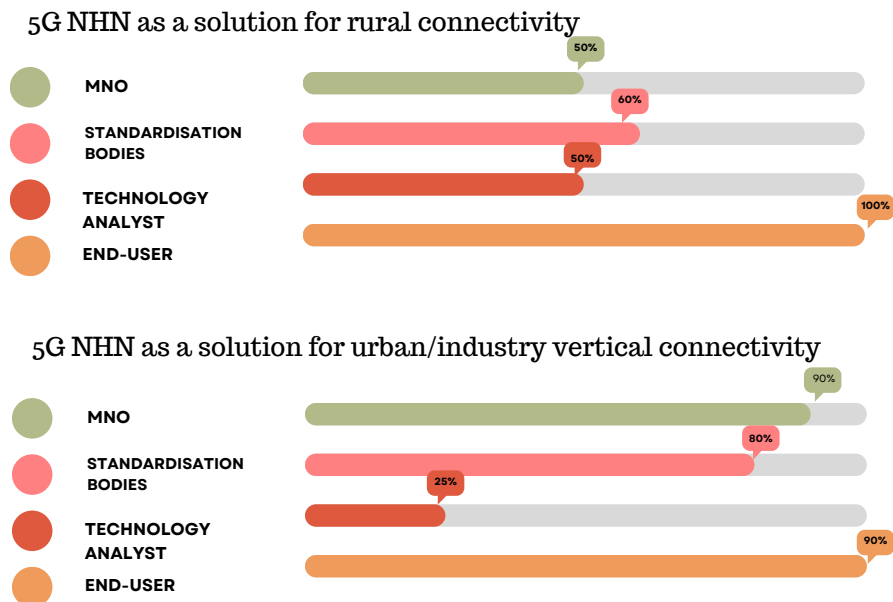 5G NHN as a solution for rural connectivity
50%
MNO
60%
STANDARDISATION
BODIES
50%
TECHNOLOGY
ANALYST
100%
END-USER
5G NHN as a solution for urban/industry vertical connectivity
90%
MNO
80%
STANDARDISATION
BODIES
25%
TECHNOLOGY
ANALYST
90%
END-USER